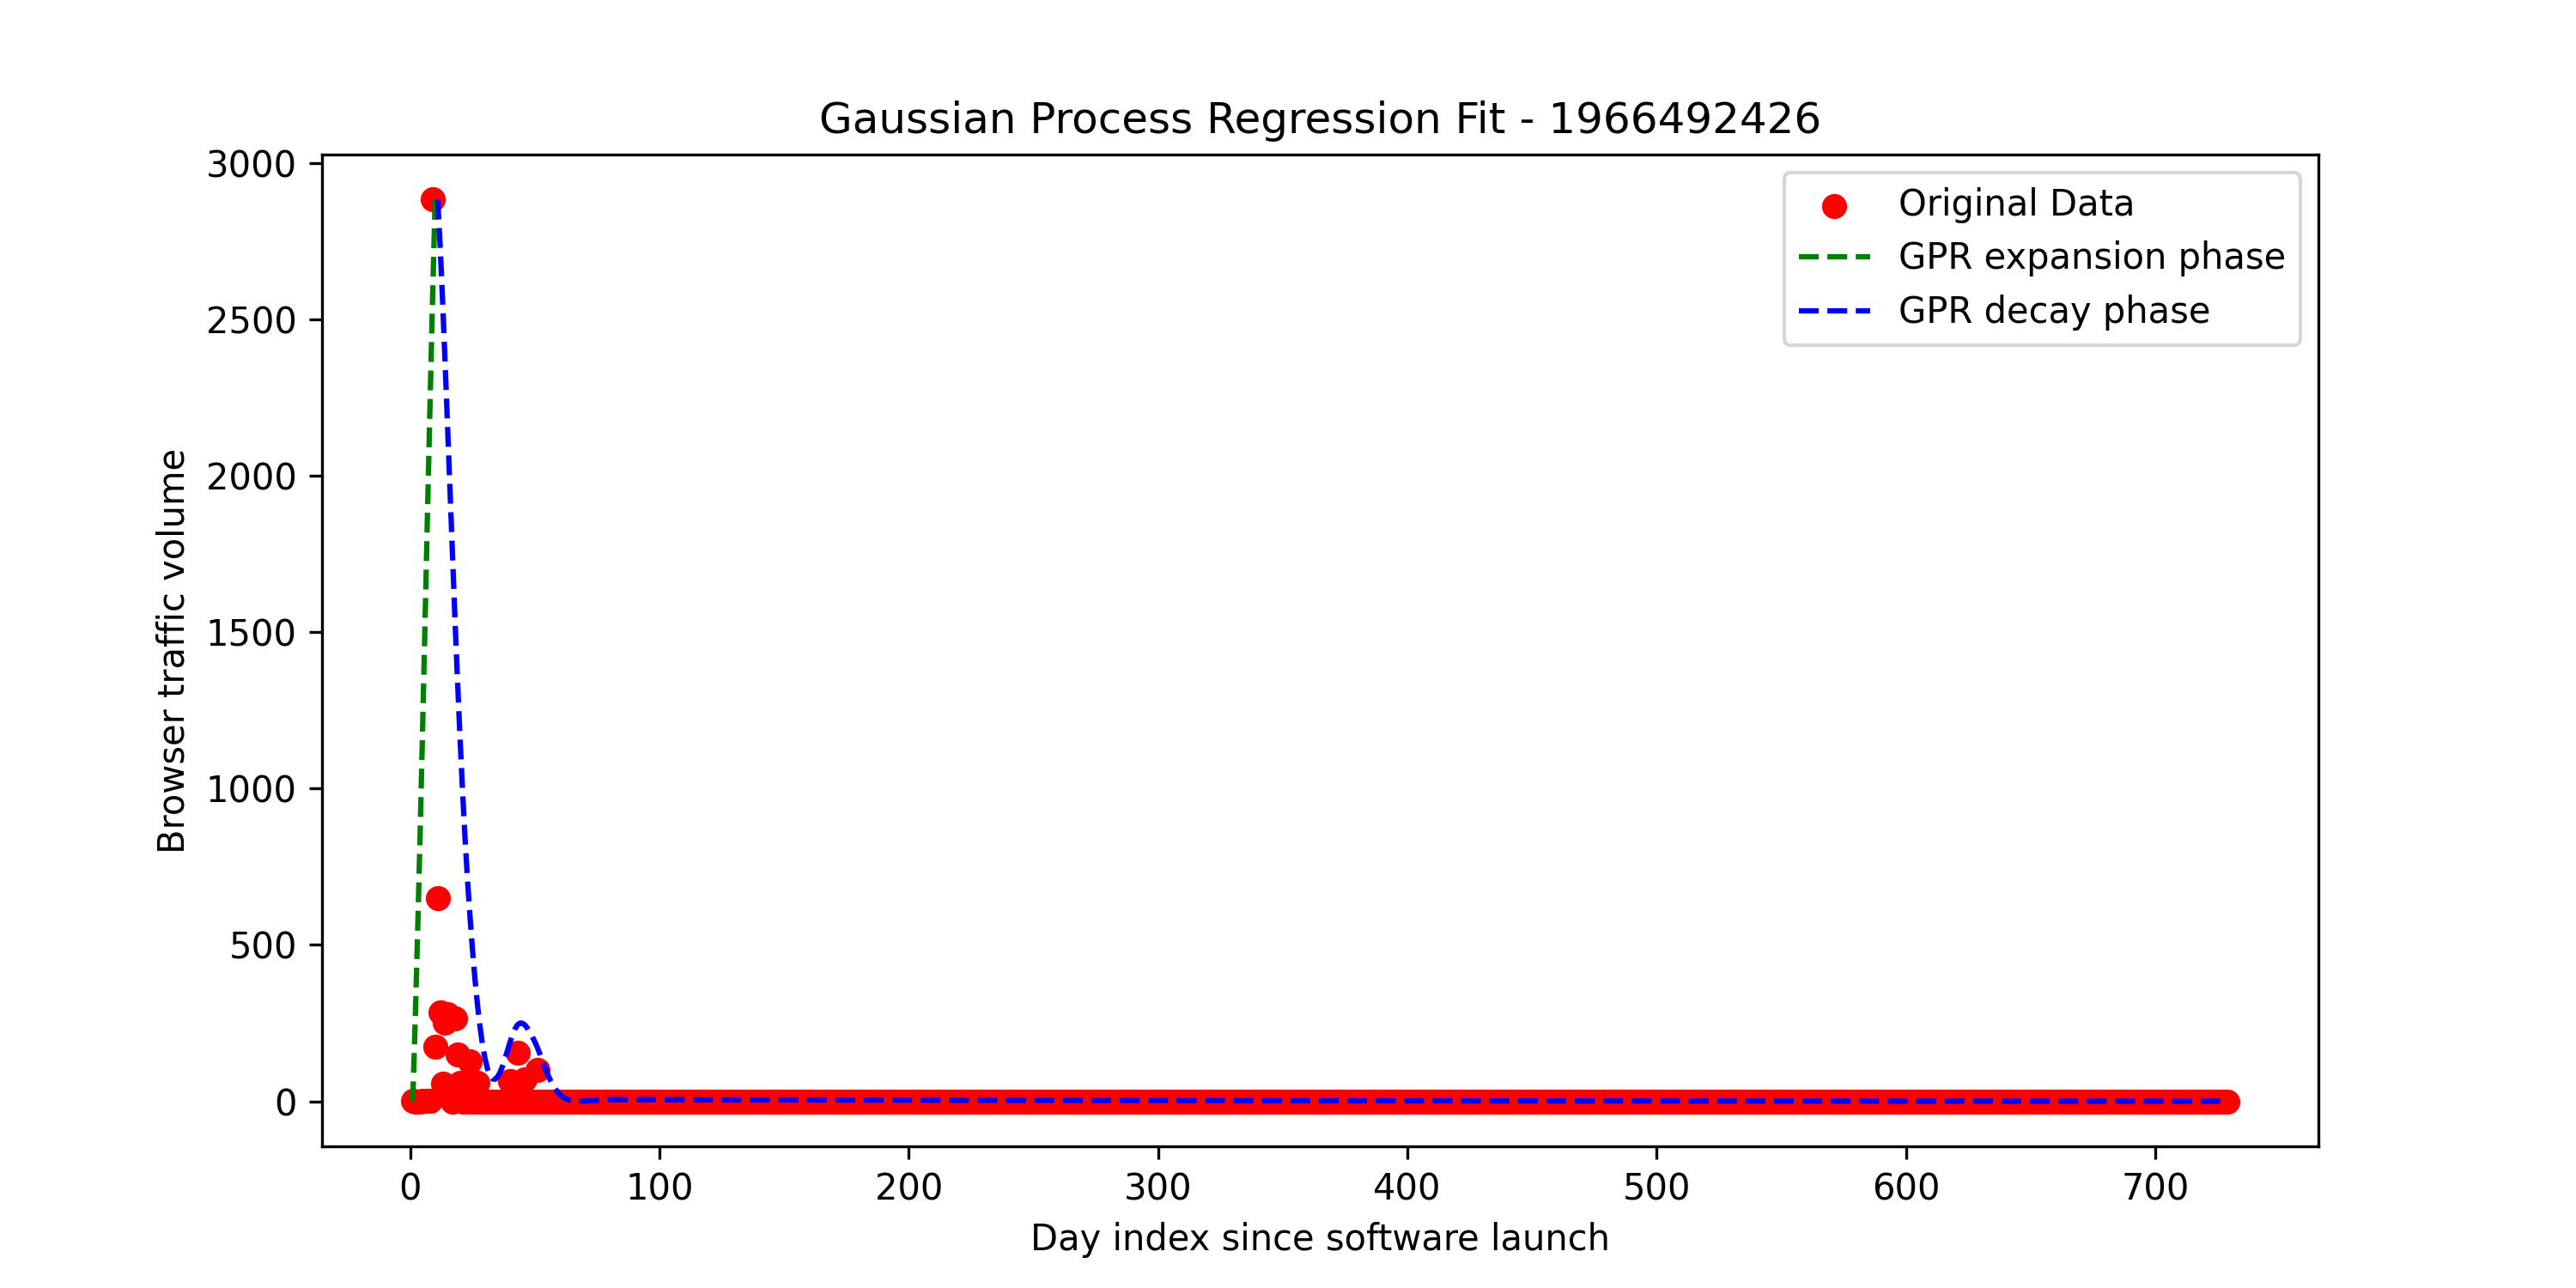 Gaussian Process Regression Fit - 1966492426
3000
2500
2000
1500
1000
500
0
Browser traffic volume
Original Data
GPR expansion phase
GPR decay phase
0 100 200 300 400 500 600 700
Day index since software launch